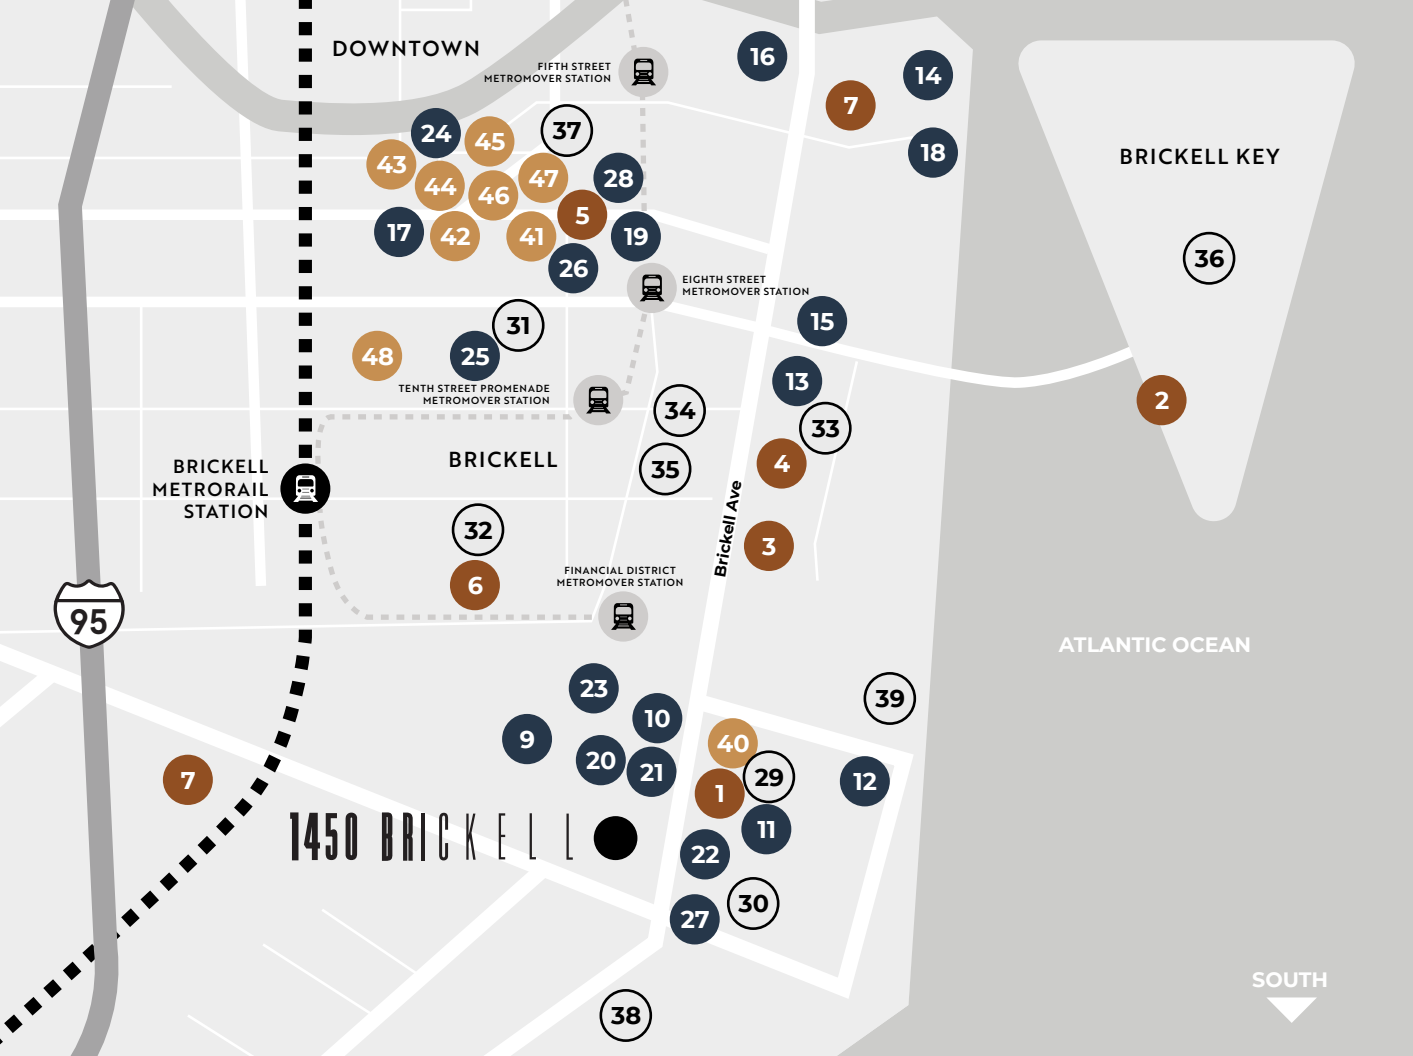 DOWNTOWN
FIFTH STREET
METROMOVER STATION
16
14
7
18
24
45
37
43
44
46
47
28
5
17
42
41
19
26
BRICKELL KEY
36
EIGHTH STREET
METROMOVER STATION
31
15
48
25
13
TENTH STREET PROMENADE
METROMOVER STATION
34
33
2
BRICKELL
METRORAIL
STATION
BRICKELL
35
4
Brickell Ave
32
3
6
FINANCIAL DISTRICT
METROMOVER STATION
95
ATLANTIC OCEAN
23
10
39
9
20
21
40
29
12
7
1
1450 BRICKELL
11
22
27
30
SOUTH
38